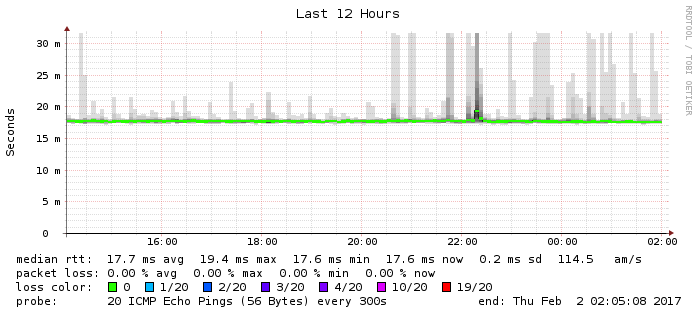 Last 12 Hours
RRDTOOL / TOBI OETIKER
Seconds
30 m
25 m
20 m
15 m
10 m
5 m
0
16:00 18:00 20:00 22:00 00:00 02:00
median rtt: 17.7 ms avg 19.4 ms max 17.6 ms min 17.6 ms now 0.2 ms sd 114.5 am/s
packet loss: 0.00 % avg 0.00 % max 0.00 % min 0.00 % now
loss color: 0 1/20 2/20 3/20 4/20 10/20 19/20
probe: 20 ICMP Echo Pings (56 Bytes) every 300s end: Thu Feb 2 02:05:08 2017